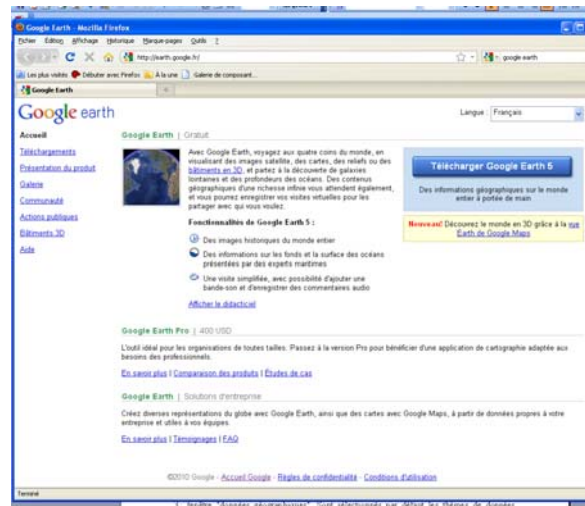 Google Earth - Mozilla Firefox
Fichier Édition Affichage Historique Marque-pages Outils ?
http://earth.google.fr/
google earth
Les plus visités Débuter avec Firefox À la une Galerie de composant...
Google Earth
Google earth
Langue : Français
Accueil
Téléchargements
Présentation du produit
Galerie
Communauté
Actions publiques
Bâtiments 3D
Aide
Google Earth | Gratuit
Avec Google Earth, voyagez aux quatre coins du monde, en
visualisant des images satellite, des cartes, des reliefs ou des
bâtiments en 3D, et partez à la découverte de galaxies
lointaines et des profondeurs des océans. Des contenus
géographiques d'une richesse infinie vous attendent également,
et vous pourrez enregistrer vos visites virtuelles pour les
partager avec qui vous voulez.
Fonctionnalités de Google Earth 5 :
Des images historiques du monde entier
Des informations sur les fonds et la surface des océans
présentées par des experts maritimes
Une visite simplifiée, avec possibilité d'ajouter une
bande-son et d'enregistrer des commentaires audio
Afficher le didacticiel
Télécharger Google Earth 5
Des informations géographiques sur le monde
entier à portée de main
Nouveau! Découvrez le monde en 3D grâce à la vue
Earth de Google Maps
Google Earth Pro | 400 USD
L'outil idéal pour les organisations de toutes tailles. Passez à la version Pro pour bénéficier d'une application de cartographie adaptée aux
besoins des professionnels.
En savoir plus | Comparaison des produits | Études de cas
Google Earth | Solutions d'entreprise
Créez diverses représentations du globe avec Google Earth, ainsi que des cartes avec Google Maps, à partir de données propres à votre
entreprise et utiles à vos équipes.
En savoir plus | Témoignages | FAQ
©2010 Google - Accueil Google - Règles de confidentialité - Conditions d'utilisation
Terminé
fenêtre "données géographiques". Sont sélectionnés par défaut les thèmes de données